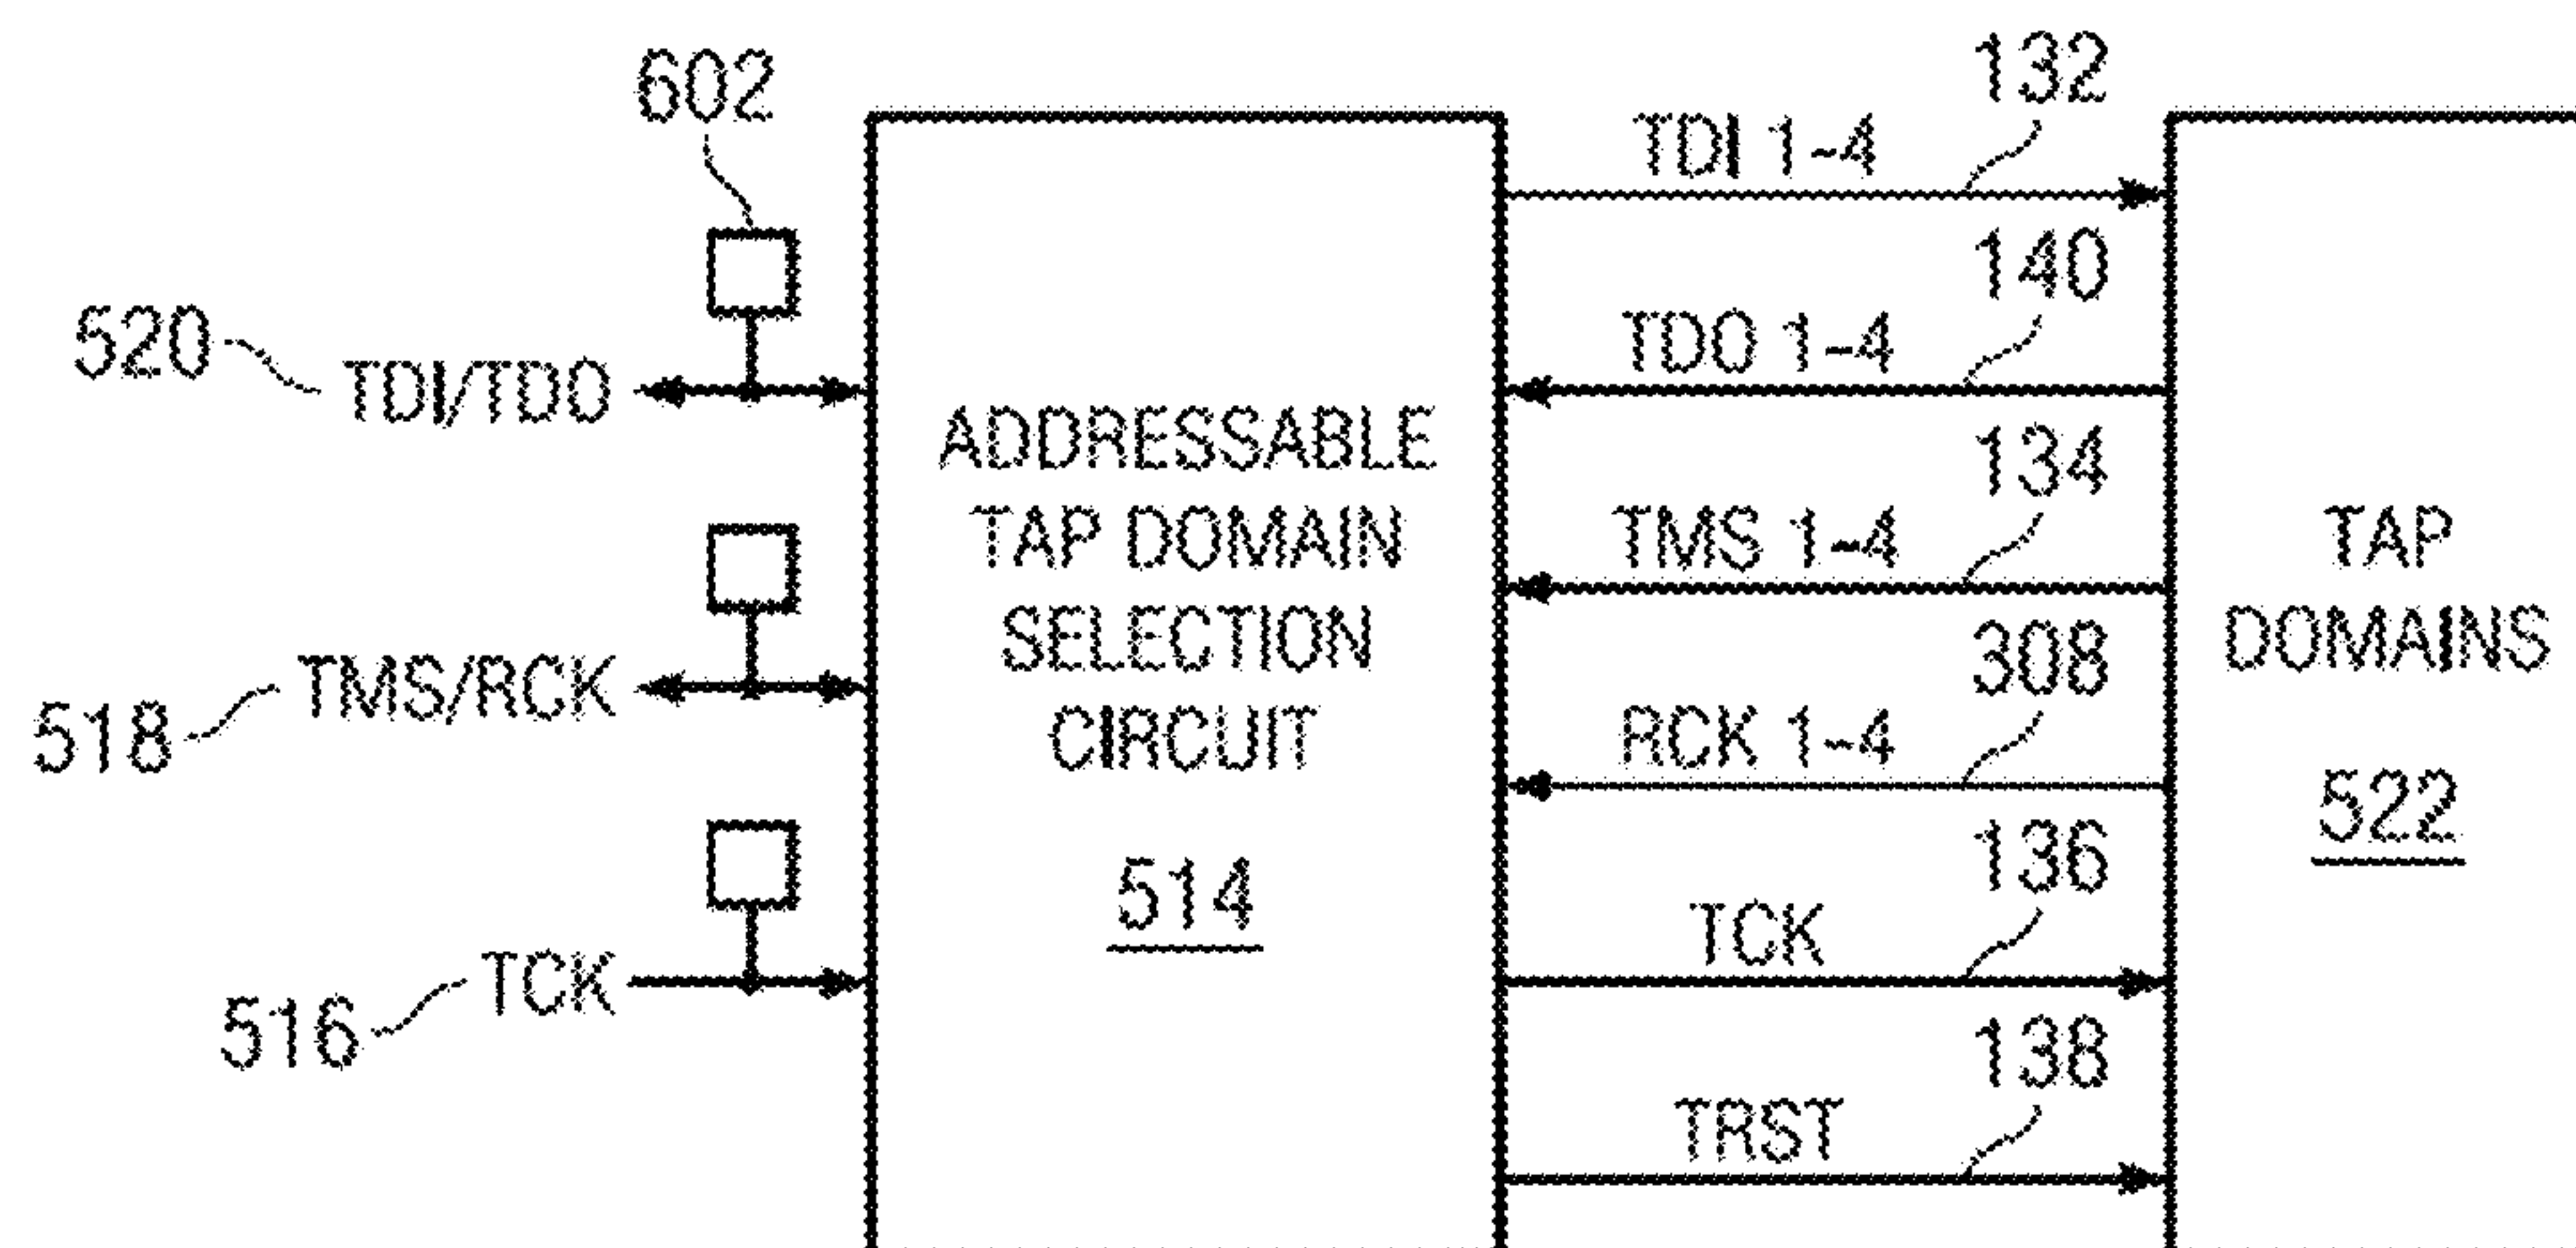 602
132
TDI 1-4
140
520
TDI/TDO
TDO 1-4
134
ADDRESSABLE
TAP DOMAIN
SELECTION
CIRCUIT
514
TMS 1-4
TAP
DOMAINS
522
308
518
TMS/RCK
RCK 1-4
136
516
TCK
TCK
138
TRST